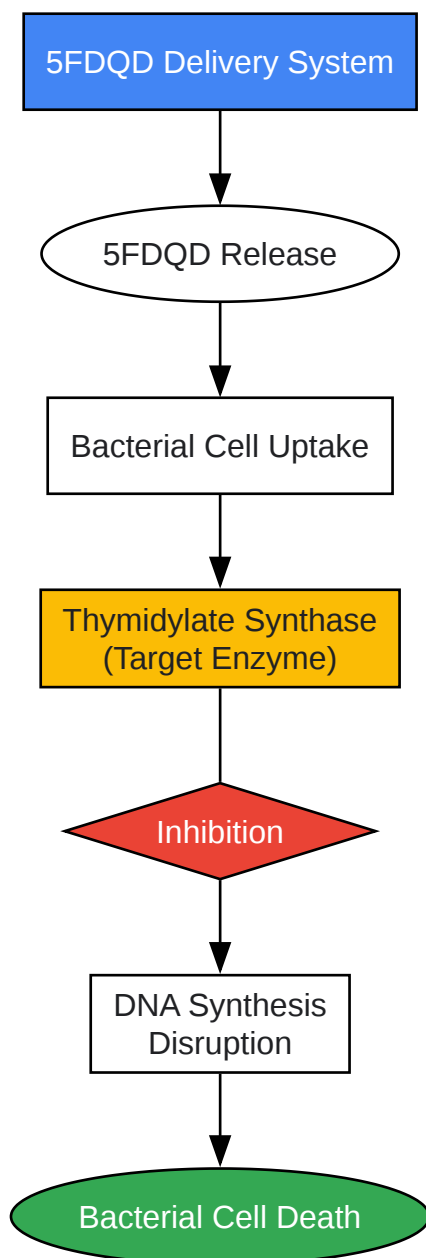 5FDQD Delivery System
5FDQD Release
Bacterial Cell Uptake
Thymidylate Synthase
(Target Enzyme)
Inhibition
DNA Synthesis
Disruption
Bacterial Cell Death